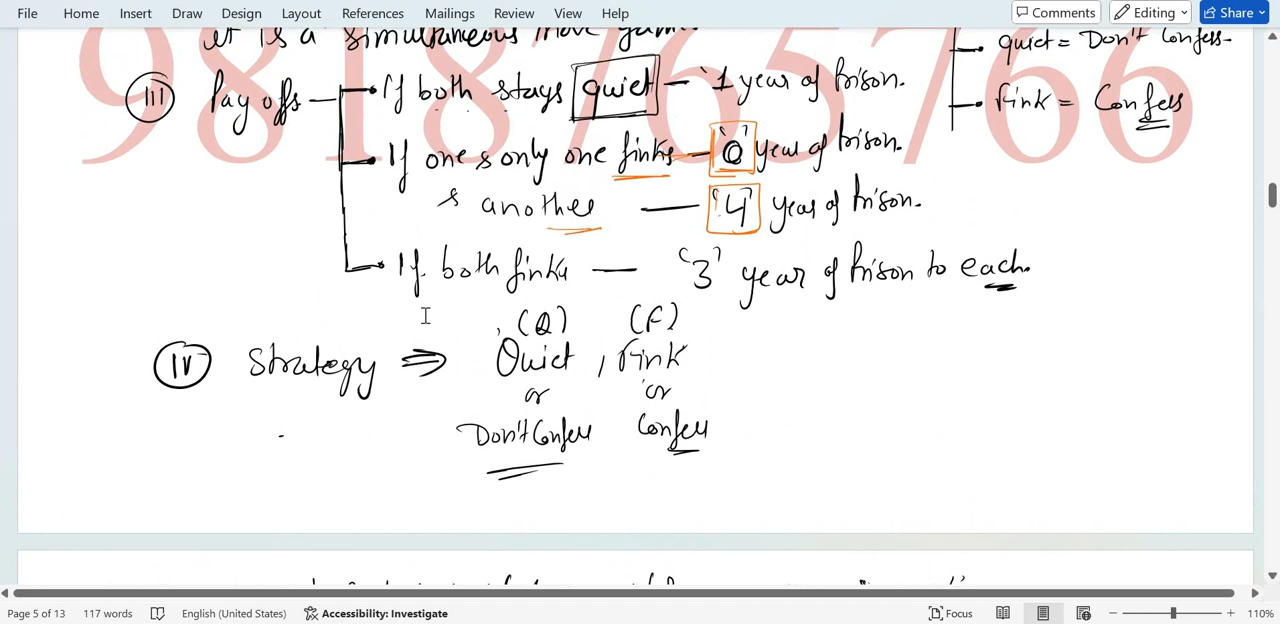 File Home Insert Draw Design Layout References Mailings Review View Help Comments Editing Share
It is a simultaneous move game
9818765766
quiet = Don't Confess
(III) Pay offs — If both stays quiet — '1 year of prison.
Fink = Confess
If one & only one finks — '0' year of prison.
& another — '4' year of prison.
If both finks — '3' year of prison to each.
(Q) (F)
(IV) Strategy ⇒ Quiet, Fink
or or
Don't Confess Confess
Page 5 of 13 117 words English (United States) Accessibility: Investigate Focus 110%